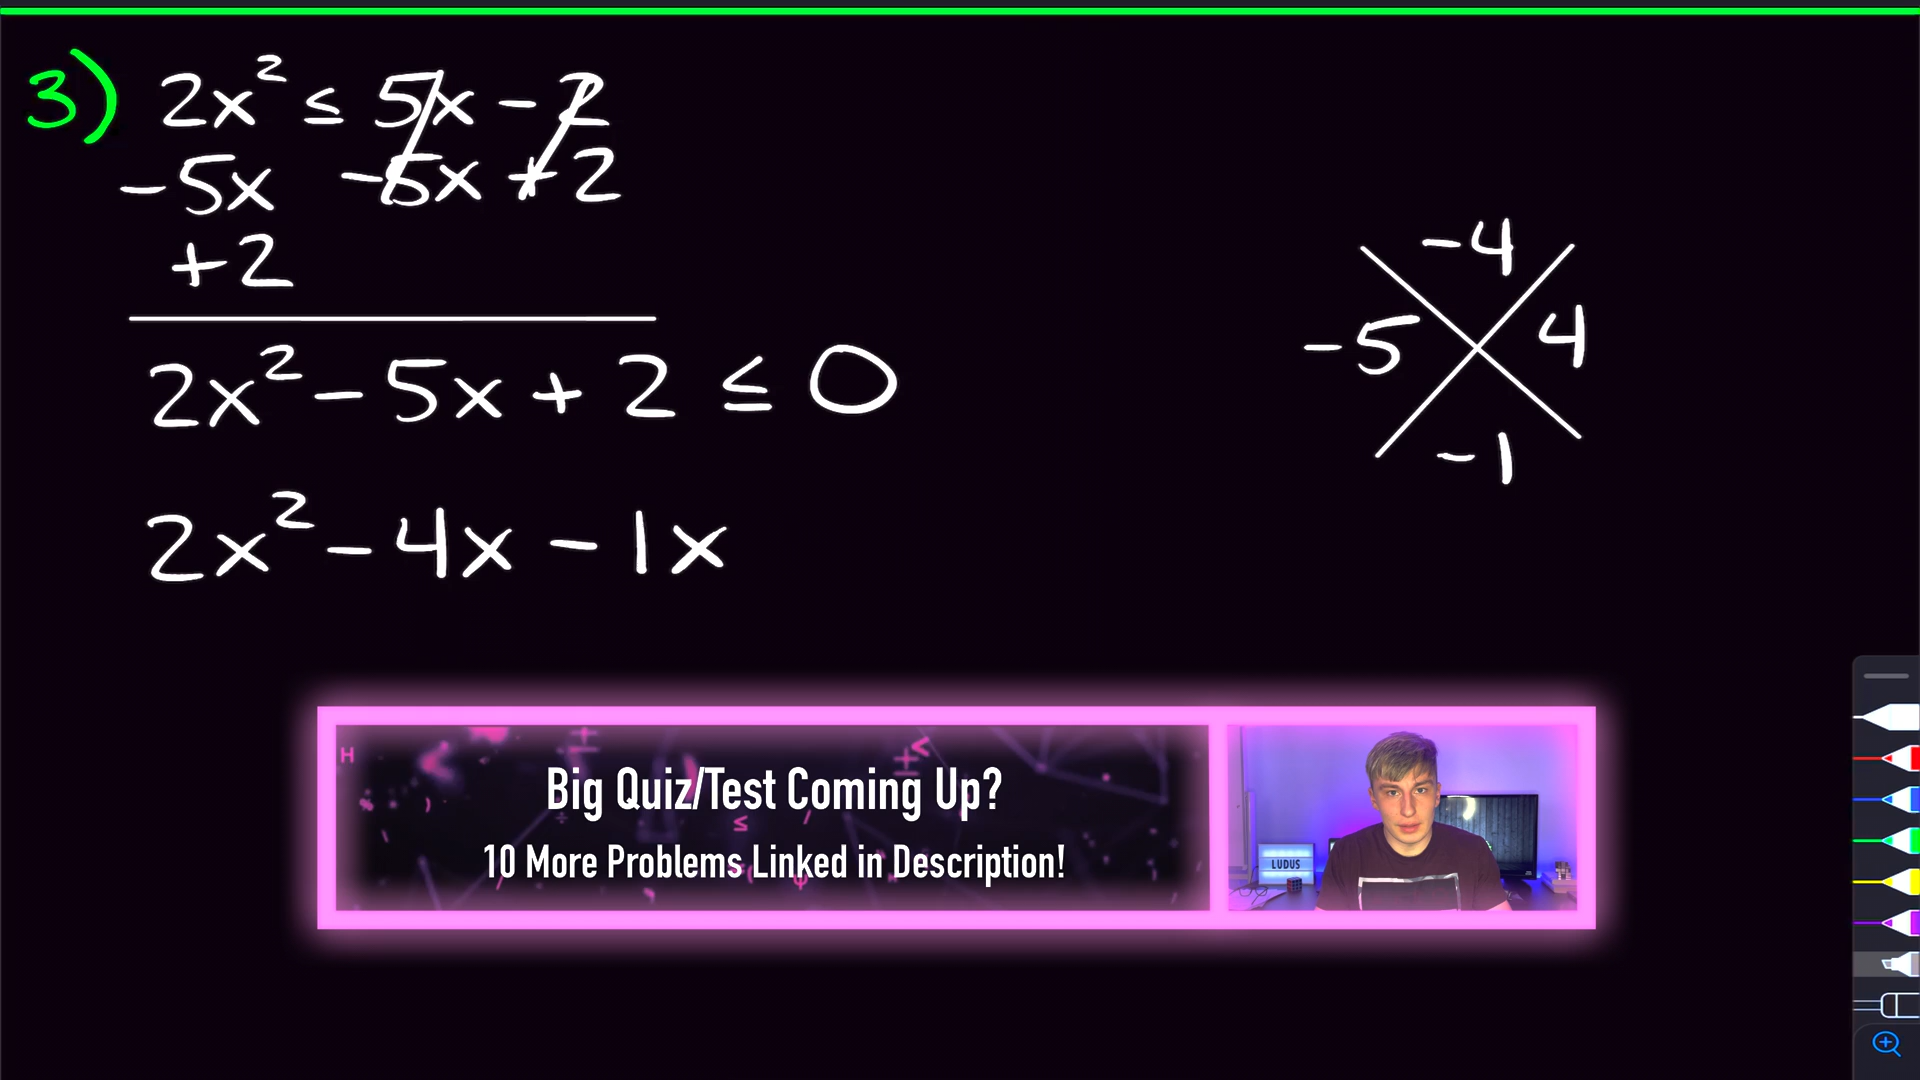 3) 2x² ≤ 5x - 2
-5x -5x + 2
+2
2x² - 5x + 2 ≤ 0
2x² - 4x - 1x
-4
-5 4
-1
Big Quiz/Test Coming Up?
10 More Problems Linked in Description!
LUDUS